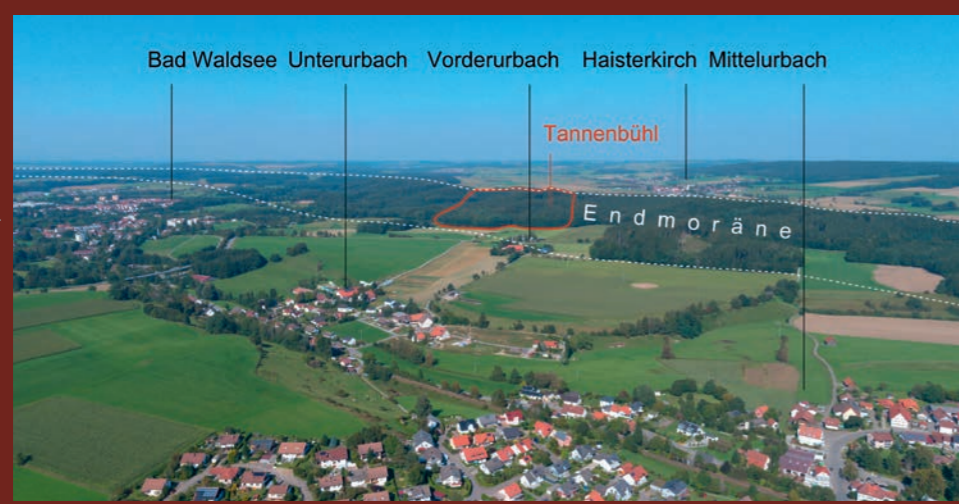 Bad Waldsee Unterurbach Vorderurbach Haisterkirch Mittelurbach
Tannenbühl
Endmoräne